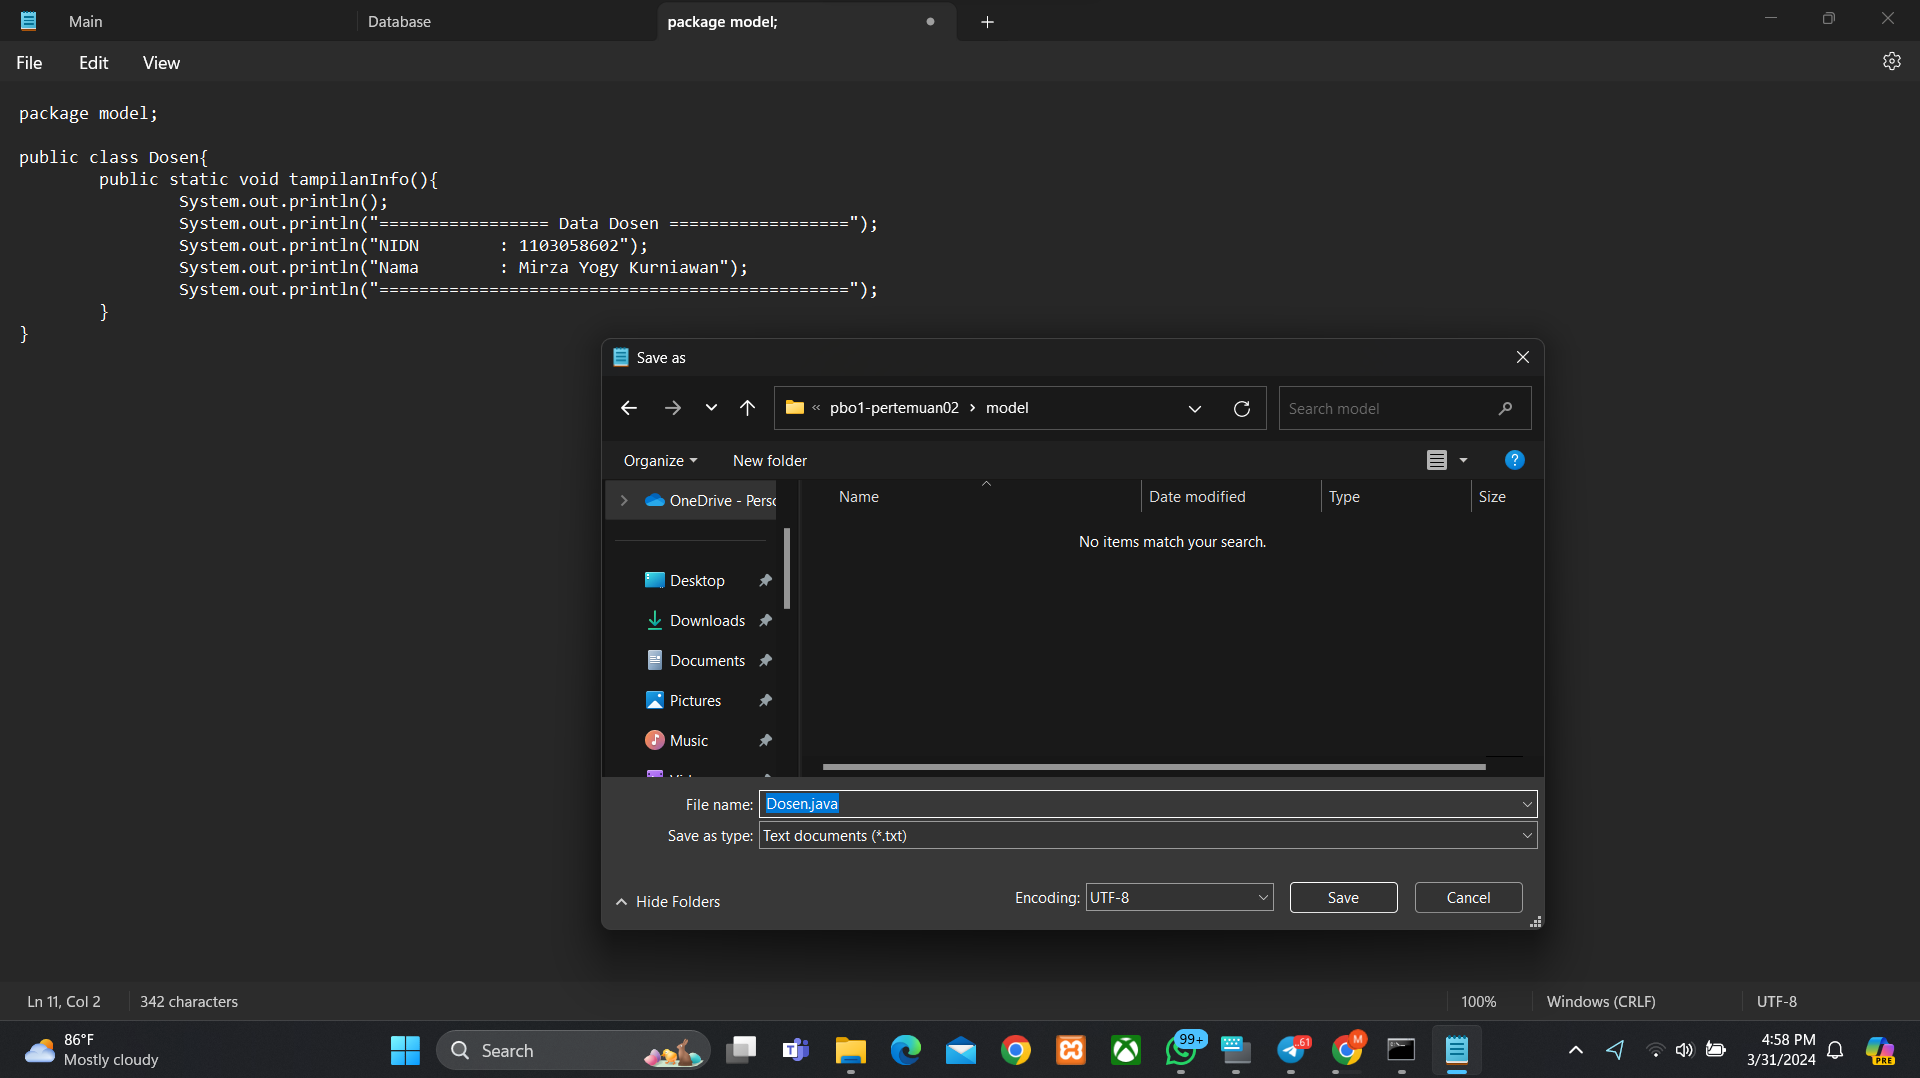 Main
Database
package model;
File
Edit
View
package model;
public class Dosen{
public static void tampilanInfo(){
System.out.println();
System.out.println("================= Data Dosen ==================");
System.out.println("NIDN        : 1103058602");
System.out.println("Nama        : Mirza Yogy Kurniawan");
System.out.println("===============================================");
}
}
Save as
« pbo1-pertemuan02 > model
Search model
Organize
New folder
?
OneDrive - Perso
Name
Date modified
Type
Size
No items match your search.
Desktop
Downloads
Documents
Pictures
Music
File name: Dosen.java
Save as type: Text documents (*.txt)
Hide Folders
Encoding: UTF-8
Save
Cancel
Ln 11, Col 2
342 characters
100%
Windows (CRLF)
UTF-8
86°F
Mostly cloudy
Search
99+
61
M
4:58 PM
3/31/2024
PRE